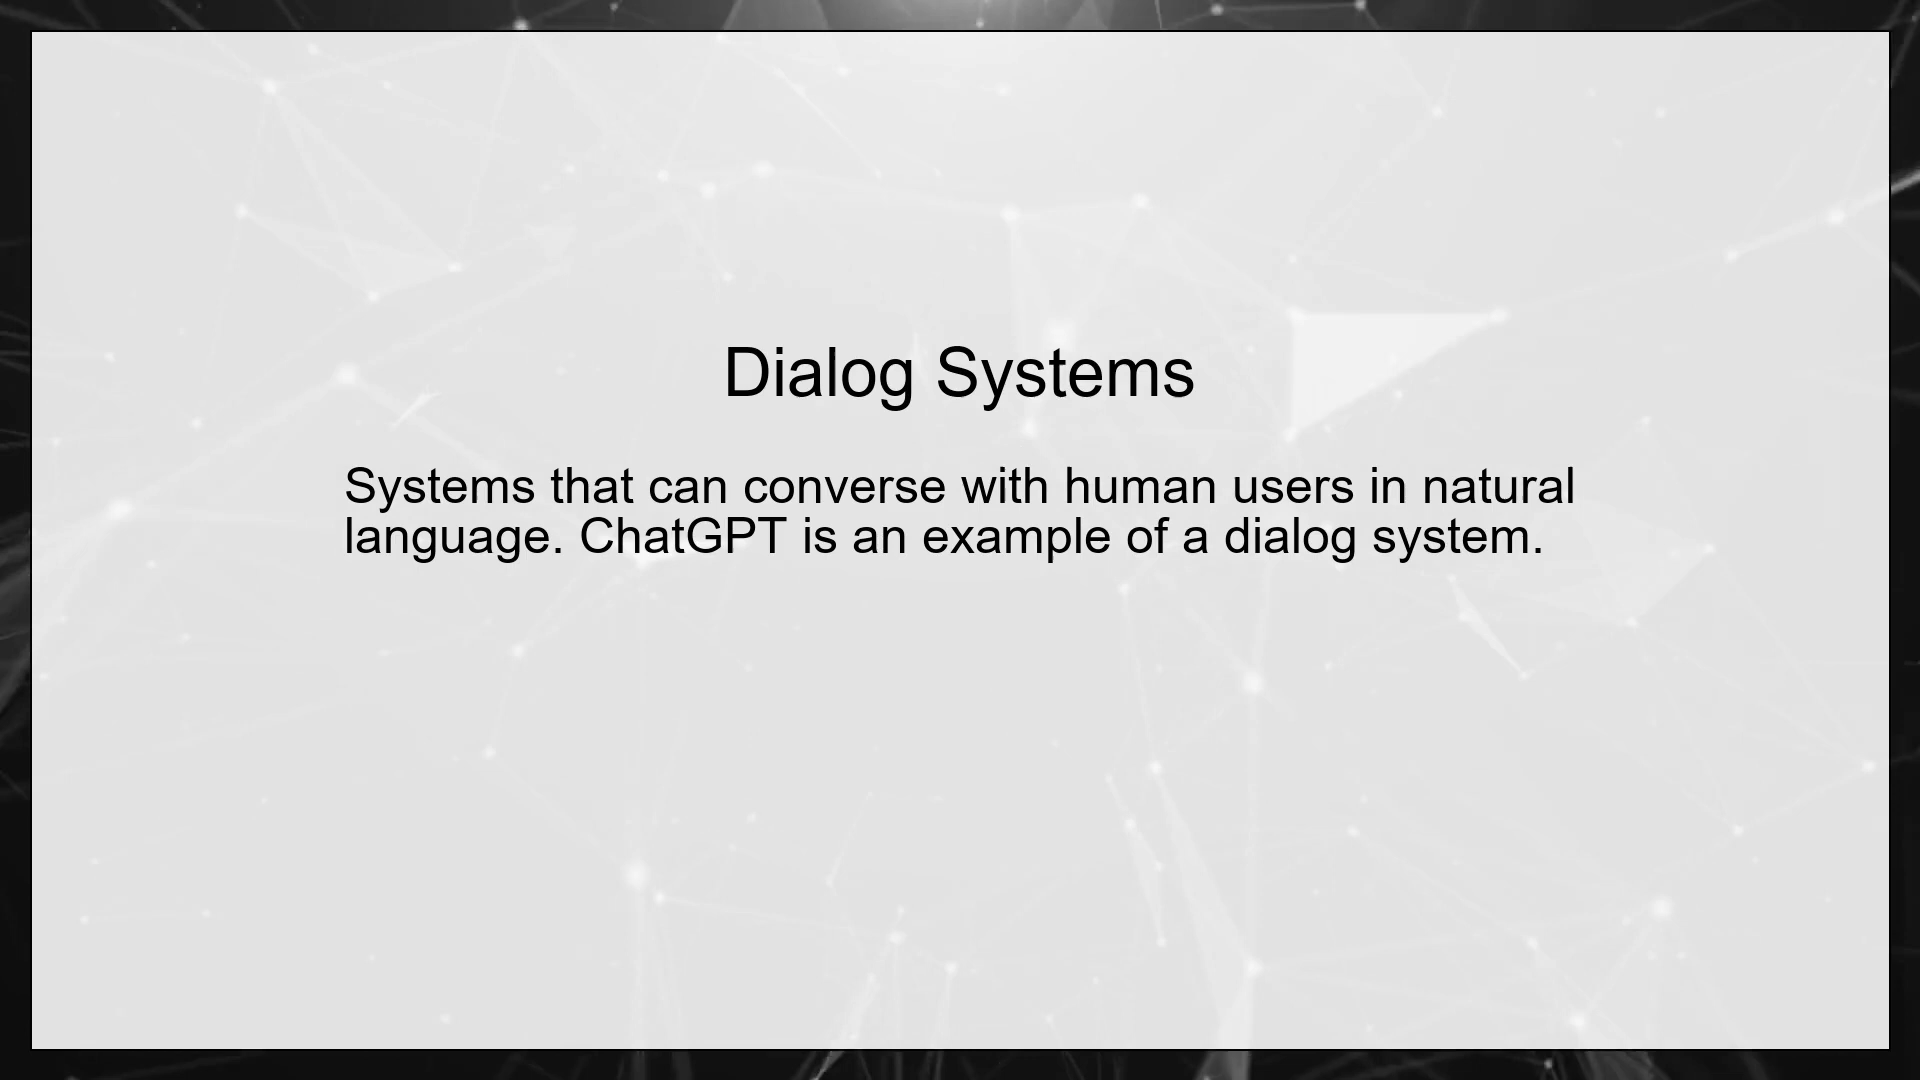 Dialog Systems
Systems that can converse with human users in natural
language. ChatGPT is an example of a dialog system.